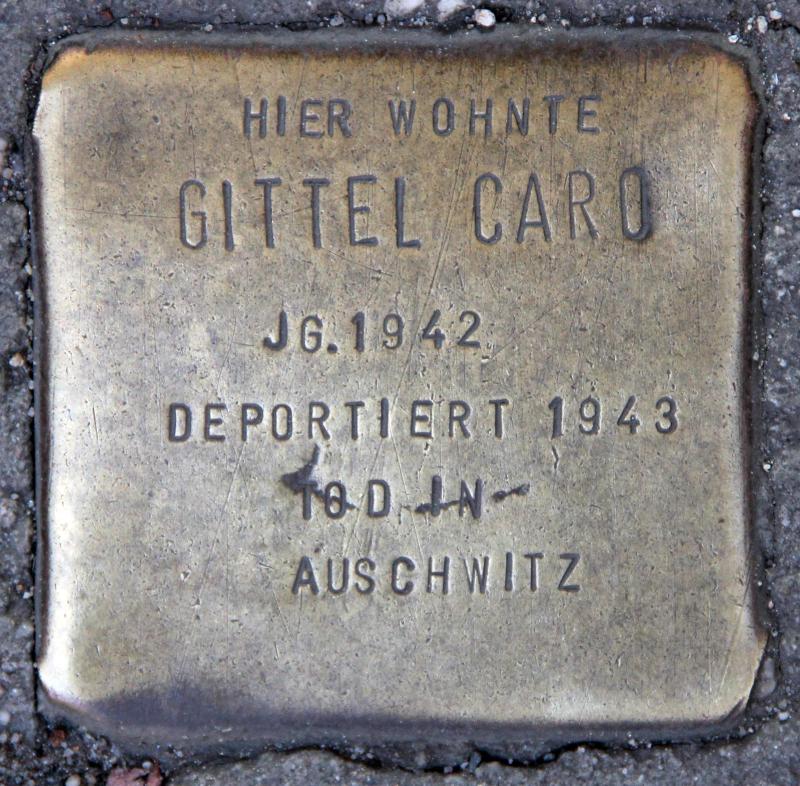 HIER WOHNTE
GITTEL CARO
JG. 1942
DEPORTIERT 1943
TOD IN
AUSCHWITZ